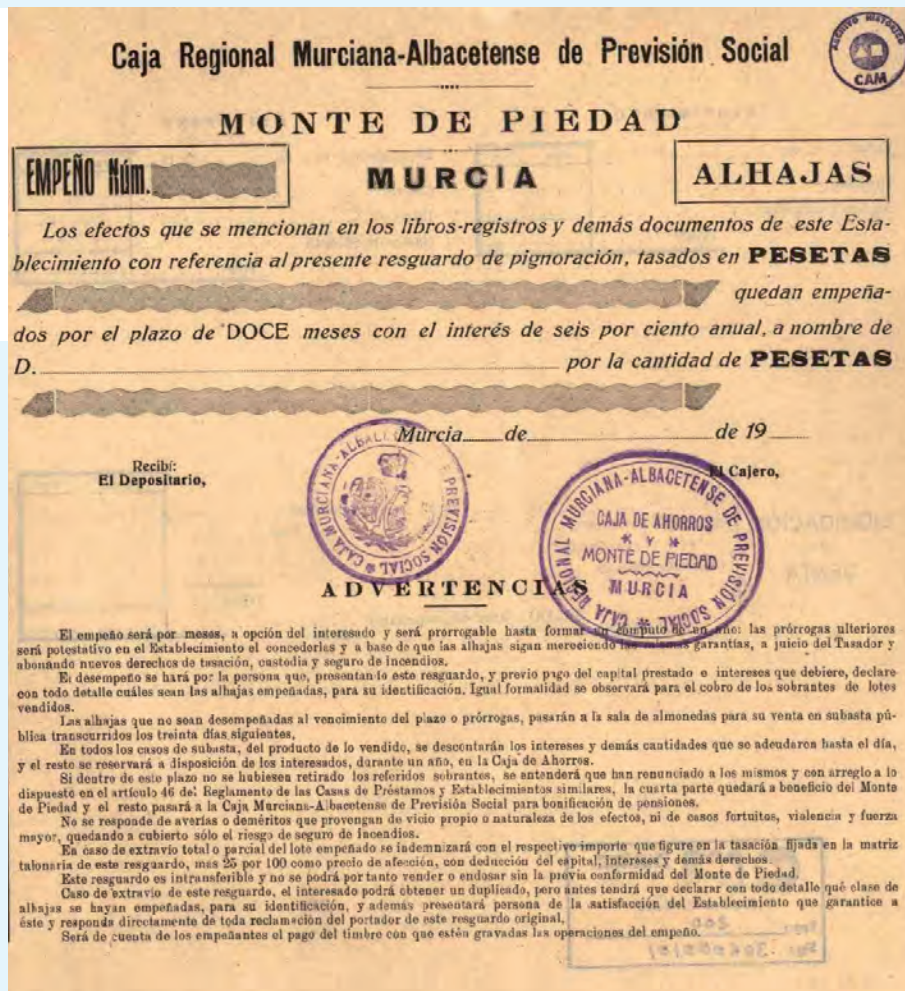 Caja Regional Murciana-Albacetense de Previsión Social
ARCHIVO HISTÓRICO
CAM
MONTE DE PIEDAD
EMPEÑO Núm.
MURCIA
ALHAJAS
Los efectos que se mencionan en los libros-registros y demás documentos de este Esta-
blecimiento con referencia al presente resguardo de pignoración, tasados en PESETAS
quedan empeña-
dos por el plazo de DOCE meses con el interés de seis por ciento anual, a nombre de
D. por la cantidad de PESETAS
Murcia de de 19
Recibí:
El Depositario,
El Cajero,
CAJA MURCIANA-ALBACE PREVISIÓN SOCIAL
CAJA REGIONAL MURCIANA-ALBACETENSE DE PREVISIÓN SOCIAL
CAJA DE AHORROS
Y
MONTE DE PIEDAD
MURCIA
ADVERTENCIAS
El empeño será por meses, a opción del interesado y será prorrogable hasta formar un cómputo de un año: las prórrogas ulteriores
será potestativo en el Establecimiento el concederlas y a base de que las alhajas sigan mereciendo las mismas garantías, a juicio del Tasador y
abonando nuevos derechos de tasación, custodia y seguro de incendios.
El desempeño se hará por la persona que, presentando este resguardo, y previo pago del capital prestado e intereses que debiere, declare
con todo detalle cuáles sean las alhajas empeñadas, para su identificación. Igual formalidad se observará para el cobro de los sobrantes de lotes
vendidos.
Las alhajas que no sean desempeñadas al vencimiento del plazo o prórrogas, pasarán a la sala de almonedas para su venta en subasta pú-
blica transcurridos los treinta días siguientes.
En todos los casos de subasta, del producto de lo vendido, se descontarán los intereses y demás cantidades que se adeudaren hasta el día,
y el resto se reservará a disposición de los interesados, durante un año, en la Caja de Ahorros.
Si dentro de este plazo no se hubiesen retirado los referidos sobrantes, se entenderá que han renunciado a los mismos y con arreglo a lo
dispuesto en el artículo 46 del Reglamento de las Casas de Préstamos y Establecimientos similares, la cuarta parte quedará a beneficio del Monte
de Piedad y el resto pasará a la Caja Murciana-Albacetense de Previsión Social para bonificación de pensiones.
No se responde de averías o deméritos que provengan de vicio propio o naturaleza de los efectos, ni de casos fortuitos, violencia y fuerza
mayor, quedando a cubierto sólo el riesgo de seguro de incendios.
En caso de extravío total o parcial del lote empeñado se indemnizará con el respectivo importe que figure en la tasación fijada en la matriz
talonaria de este resguardo, mas 25 por 100 como precio de afección, con deducción del capital, intereses y demás derechos.
Este resguardo es intransferible y no se podrá por tanto vender o endosar sin la previa conformidad del Monte de Piedad.
Caso de extravío de este resguardo, el interesado podrá obtener un duplicado, pero antes tendrá que declarar con todo detalle qué clase de
alhajas se hayan empeñadas, para su identificación, y además presentará persona de la satisfacción del Establecimiento que garantice a
éste y responda directamente de toda reclamación del portador de este resguardo original,
Será de cuenta de los empeñantes el pago del timbre con que estén gravadas las operaciones del empeño.